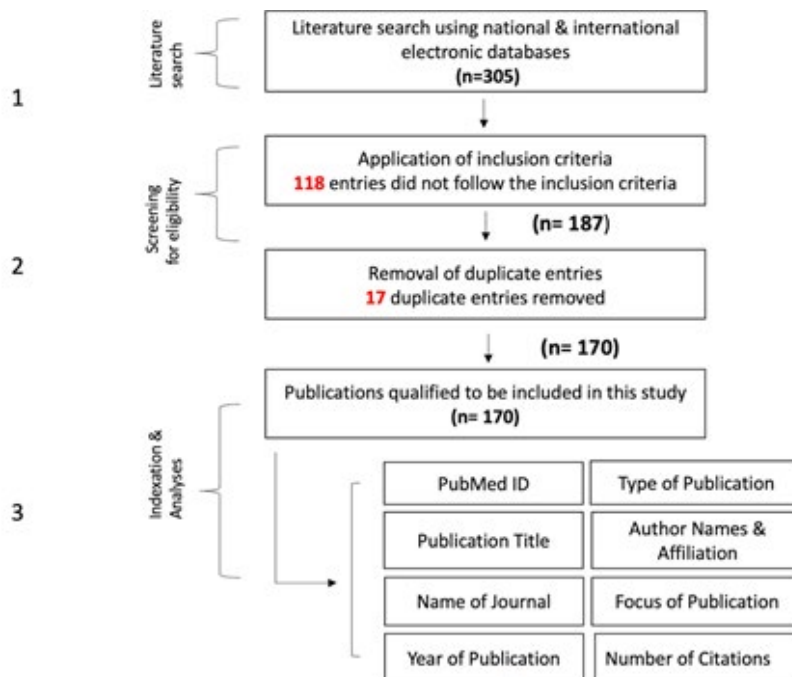 1
Literature
search
Literature search using national & international
electronic databases
(n=305)
2
Screening
for eligibility
Application of inclusion criteria
118 entries did not follow the inclusion criteria
(n= 187)
Removal of duplicate entries
17 duplicate entries removed
(n= 170)
3
Indexation &
Analyses
Publications qualified to be included in this study
(n= 170)
PubMed ID
Type of Publication
Publication Title
Author Names &
Affiliation
Name of Journal
Focus of Publication
Year of Publication
Number of Citations